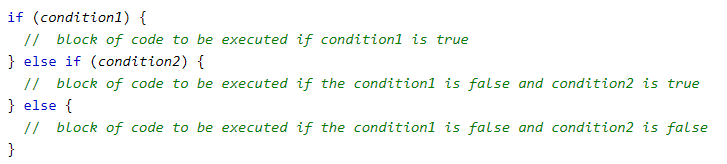 if (condition1) {
  //  block of code to be executed if condition1 is true
} else if (condition2) {
  //  block of code to be executed if the condition1 is false and condition2 is true
} else {
  //  block of code to be executed if the condition1 is false and condition2 is false
}